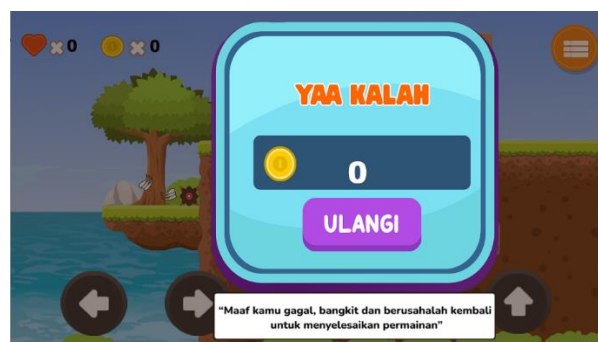 x 0 x 0
YAA KALAH
0
ULANGI
“Maaf kamu gagal, bangkit dan berusahalah kembali
untuk menyelesaikan permainan”